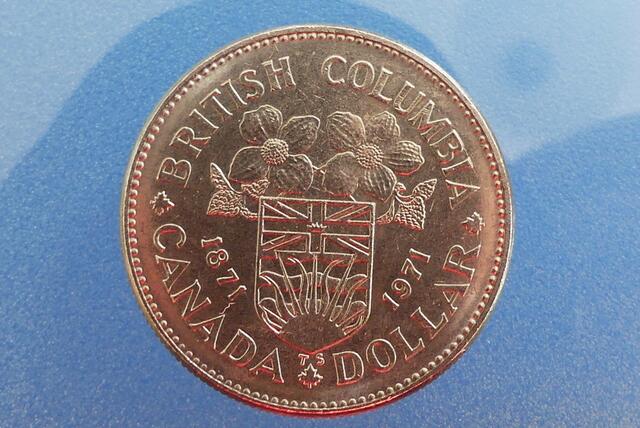 BRITISH COLUMBIA
1871
1971
TS
CANADA DOLLAR